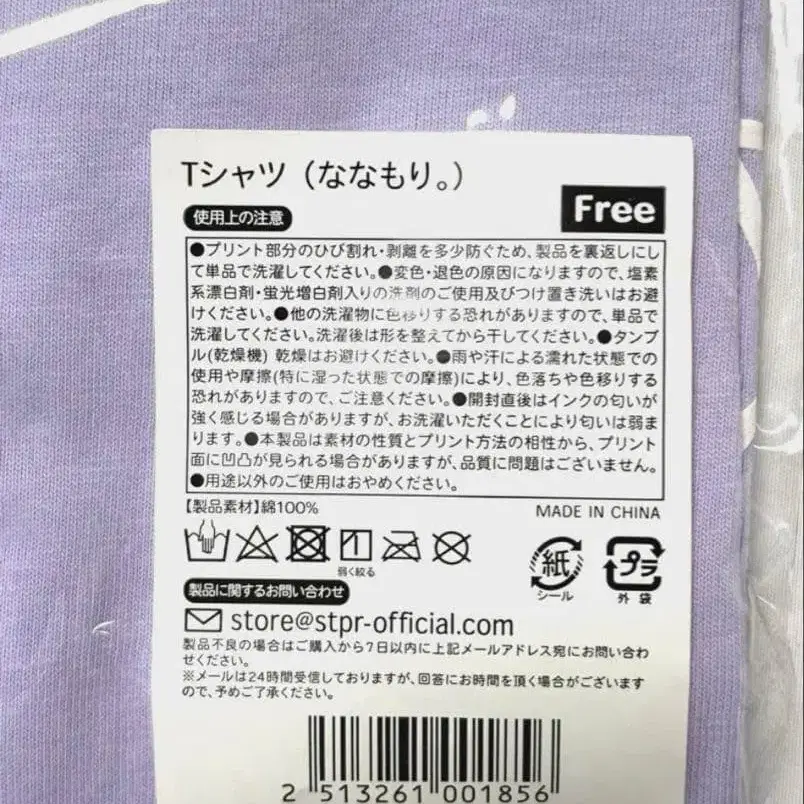 Tシャツ（ななもり。）
Free
使用上の注意
●プリント部分のひび割れ・剥離を多少防ぐため、製品を裏返しにし
て単品で洗濯してください。●変色・退色の原因になりますので、塩素
系漂白剤・蛍光増白剤入りの洗剤のご使用及びつけ置き洗いはお避
けください。●他の洗濯物に色移りする恐れがありますので、単品で
洗濯してください。洗濯後は形を整えてから干してください。●タンブ
ル(乾燥機) 乾燥はお避けください。●雨や汗による濡れた状態での
使用や摩擦(特に湿った状態での摩擦)により、色落ちや色移りする
恐れがありますので、ご注意ください。●開封直後はインクの匂いが
強く感じる場合がありますが、お洗濯いただくことにより匂いは弱ま
ります。●本製品は素材の性質とプリント方法の相性から、プリント
面に凹凸が見られる場合がありますが、品質に問題はございません。
●用途以外のご使用はおやめください。
【製品素材】綿100%
MADE IN CHINA
弱く絞る
紙
シール
プラ
外袋
製品に関するお問い合わせ
store@stpr-official.com
製品不良の場合はご購入から7日以内に上記メールアドレス宛にお問い合わ
せください。
※メールは24時間受信しておりますが、回答にお時間を頂く場合がございます
ので、予めご了承ください。
2 513261 001856